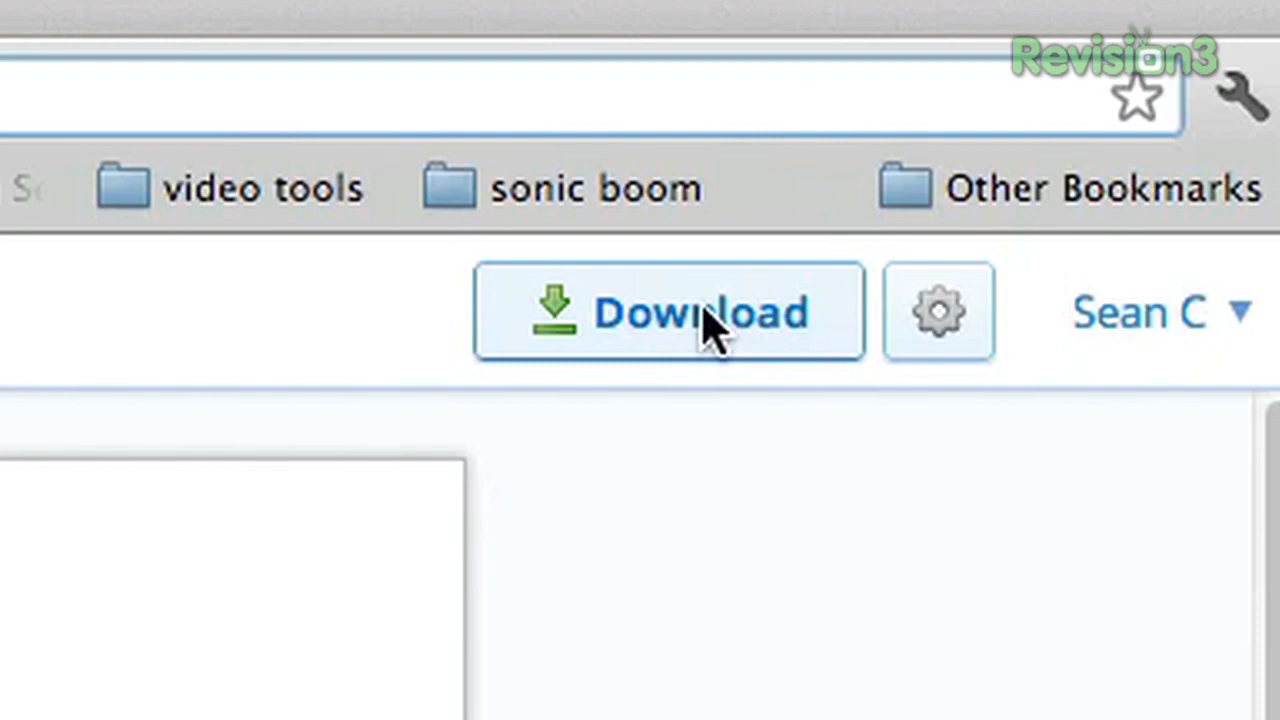 Revision3
video tools
sonic boom
Other Bookmarks
Download
Sean C